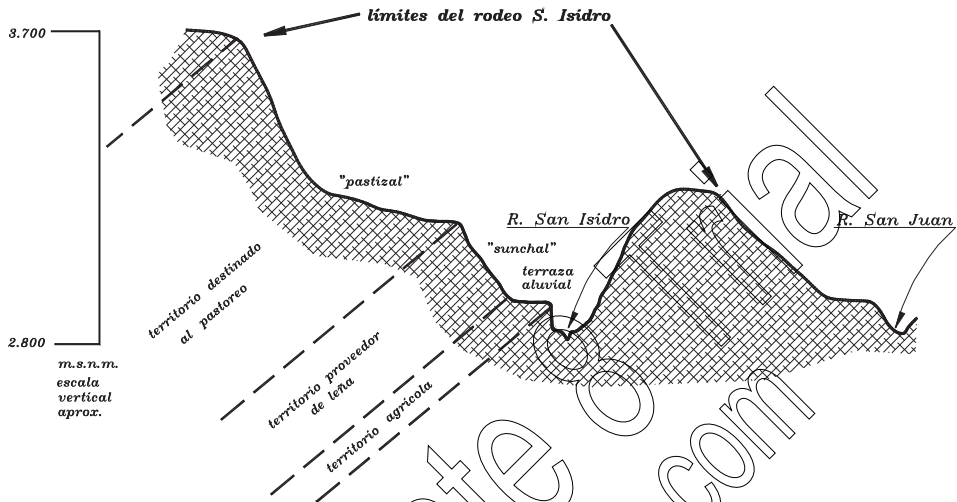 límites del rodeo S. Isidro
3.700
"pastizal"
R. San Isidro
R. San Juan
"sunchal"
terraza
aluvial
territorio destinado
al pastoreo
2.800
m.s.n.m.
escala
vertical
aprox.
territorio proveedor
de leña
territorio agrícola
com